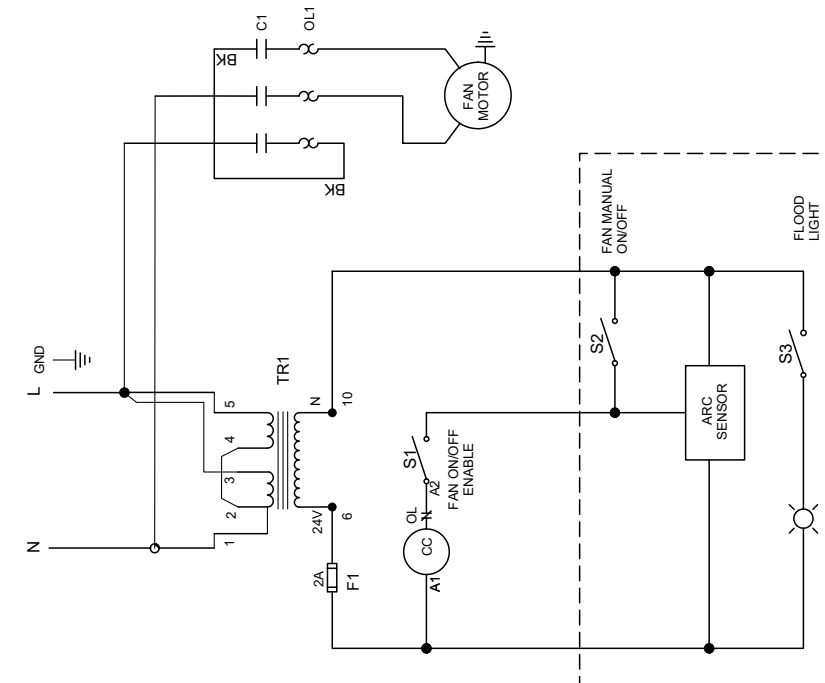 C1
OL1
BK
BK
FAN
MOTOR
GND
L
N
5
4
3
2
1
TR1
N
10
24V
6
2A
F1
S1
FAN ON/OFF
ENABLE
A2
OL
CC
A1
FAN MANUAL
ON/OFF
S2
ARC
SENSOR
FLOOD
LIGHT
S3